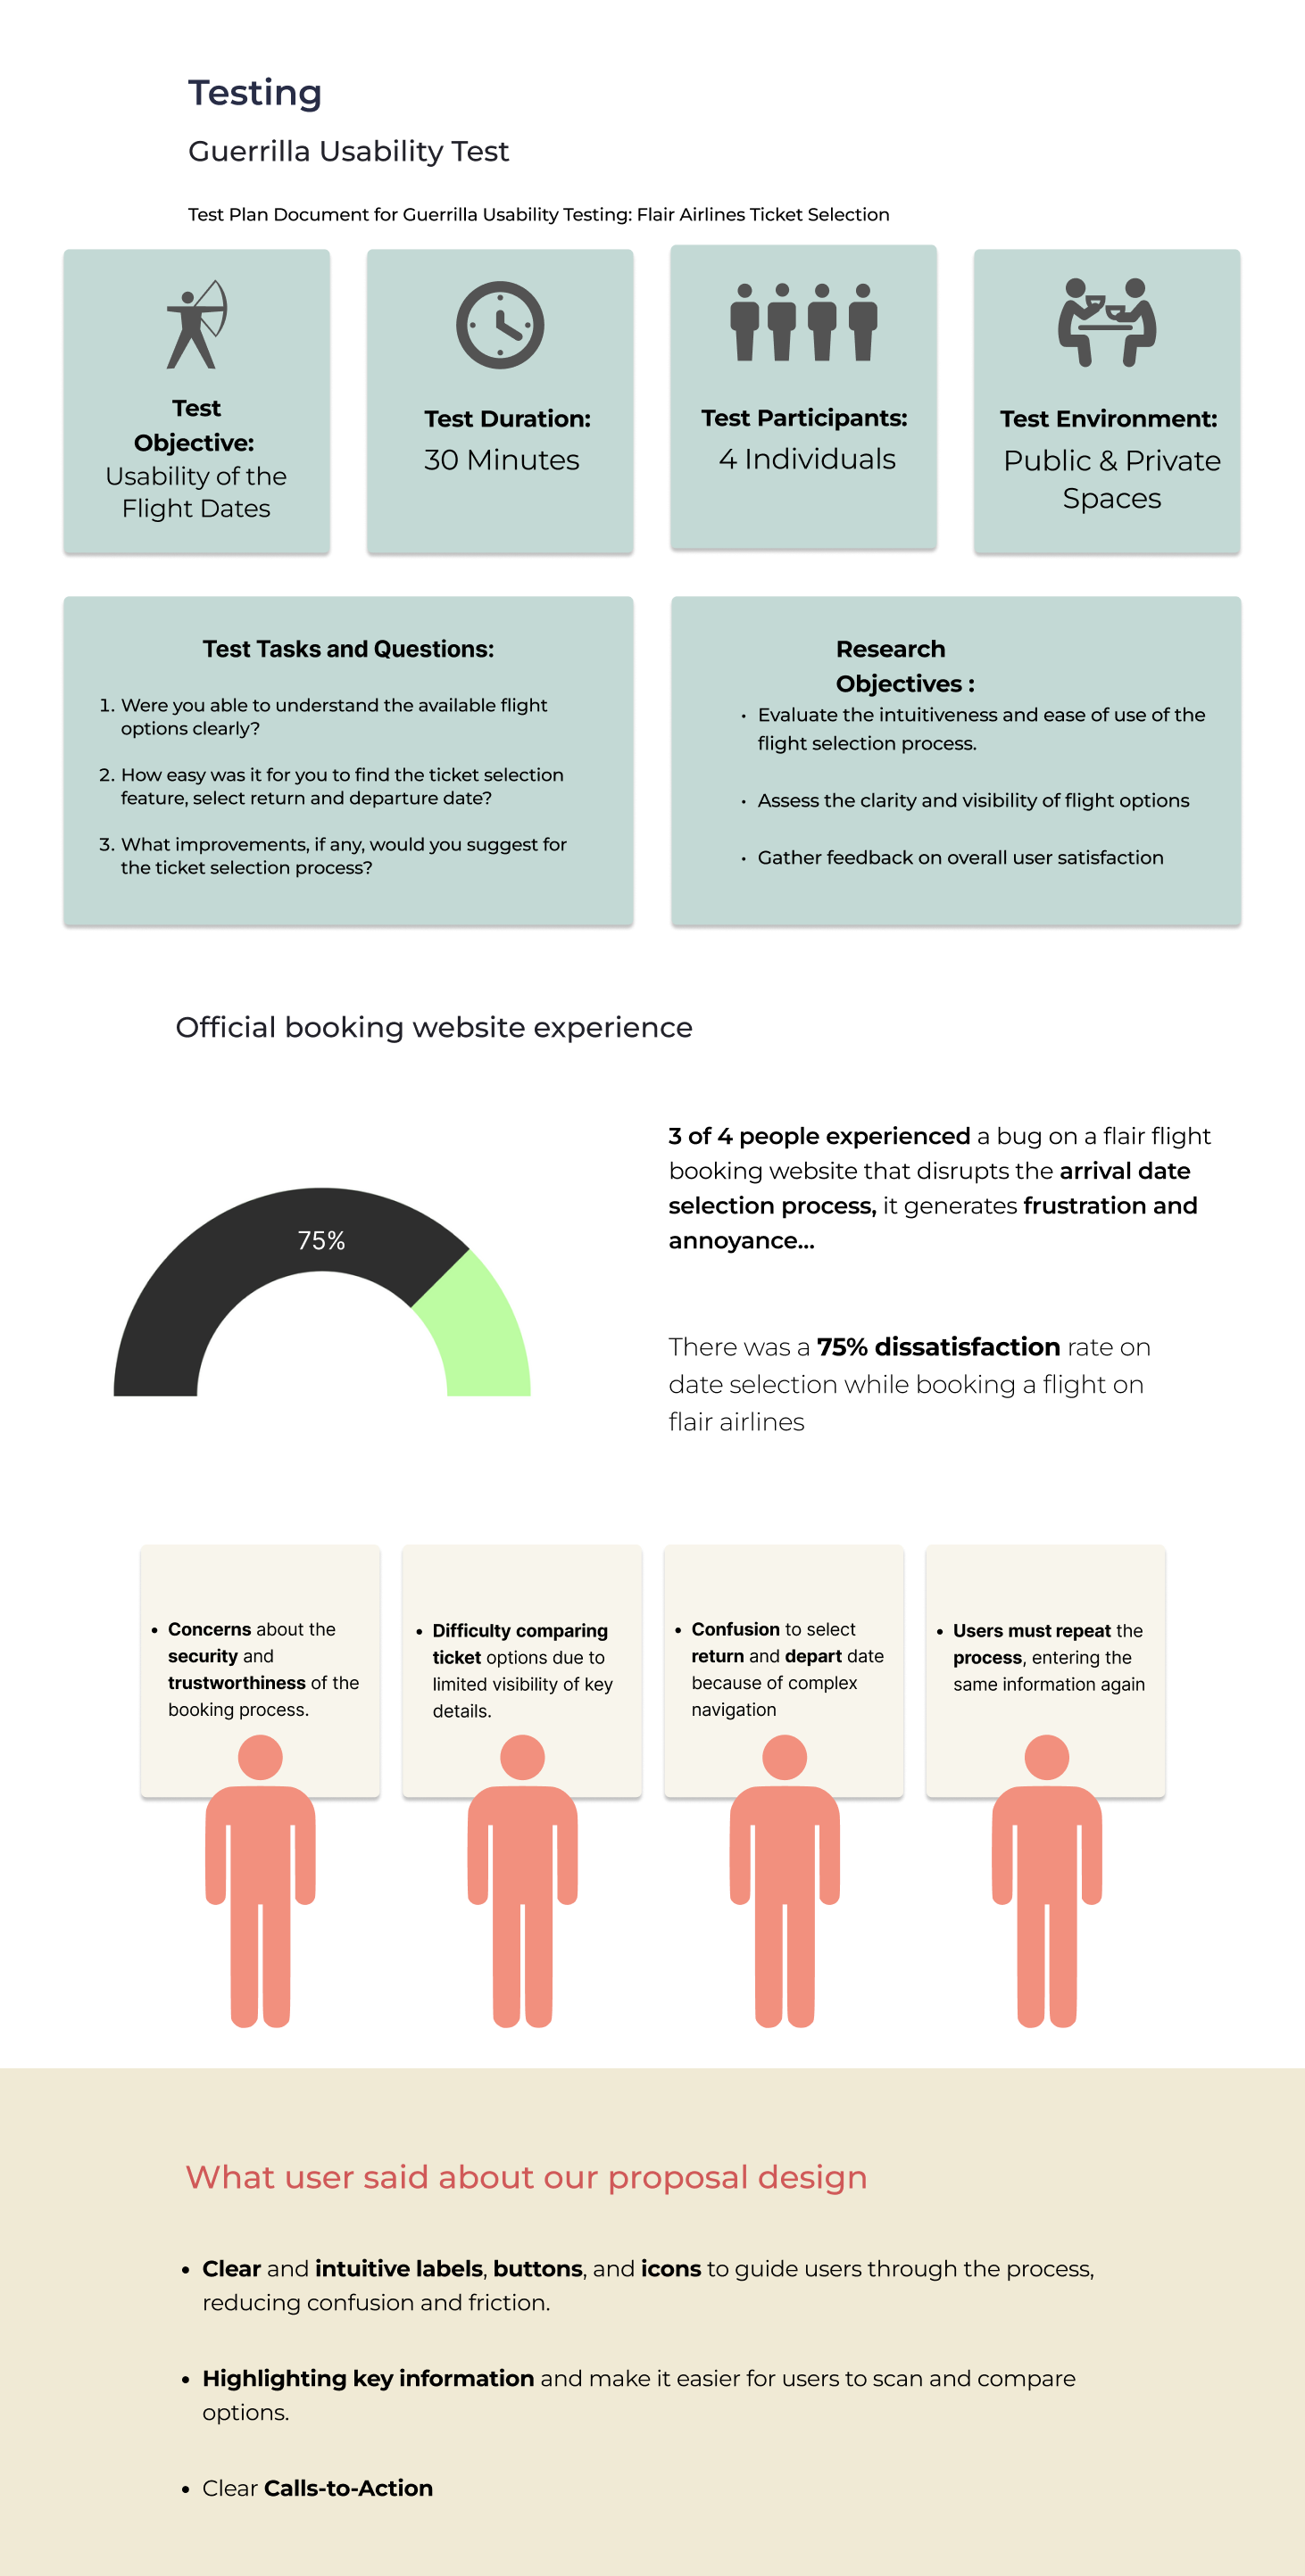 Testing
Guerrilla Usability Test
Test Plan Document for Guerrilla Usability Testing: Flair Airlines Ticket Selection
Test
Objective:
Usability of the
Flight Dates
Test Duration:
30 Minutes
Test Participants:
4 Individuals
Test Environment:
Public & Private
Spaces
Test Tasks and Questions:
1. Were you able to understand the available flight
options clearly?
2. How easy was it for you to find the ticket selection
feature, select return and departure date?
3. What improvements, if any, would you suggest for
the ticket selection process?
Research
Objectives :
• Evaluate the intuitiveness and ease of use of the
flight selection process.
• Assess the clarity and visibility of flight options
• Gather feedback on overall user satisfaction
Official booking website experience
75%
3 of 4 people experienced a bug on a flair flight
booking website that disrupts the arrival date
selection process, it generates frustration and
annoyance...
There was a 75% dissatisfaction rate on
date selection while booking a flight on
flair airlines
• Concerns about the
security and
trustworthiness of the
booking process.
• Difficulty comparing
ticket options due to
limited visibility of key
details.
• Confusion to select
return and depart date
because of complex
navigation
• Users must repeat the
process, entering the
same information again
What user said about our proposal design
• Clear and intuitive labels, buttons, and icons to guide users through the process,
reducing confusion and friction.
• Highlighting key information and make it easier for users to scan and compare
options.
• Clear Calls-to-Action